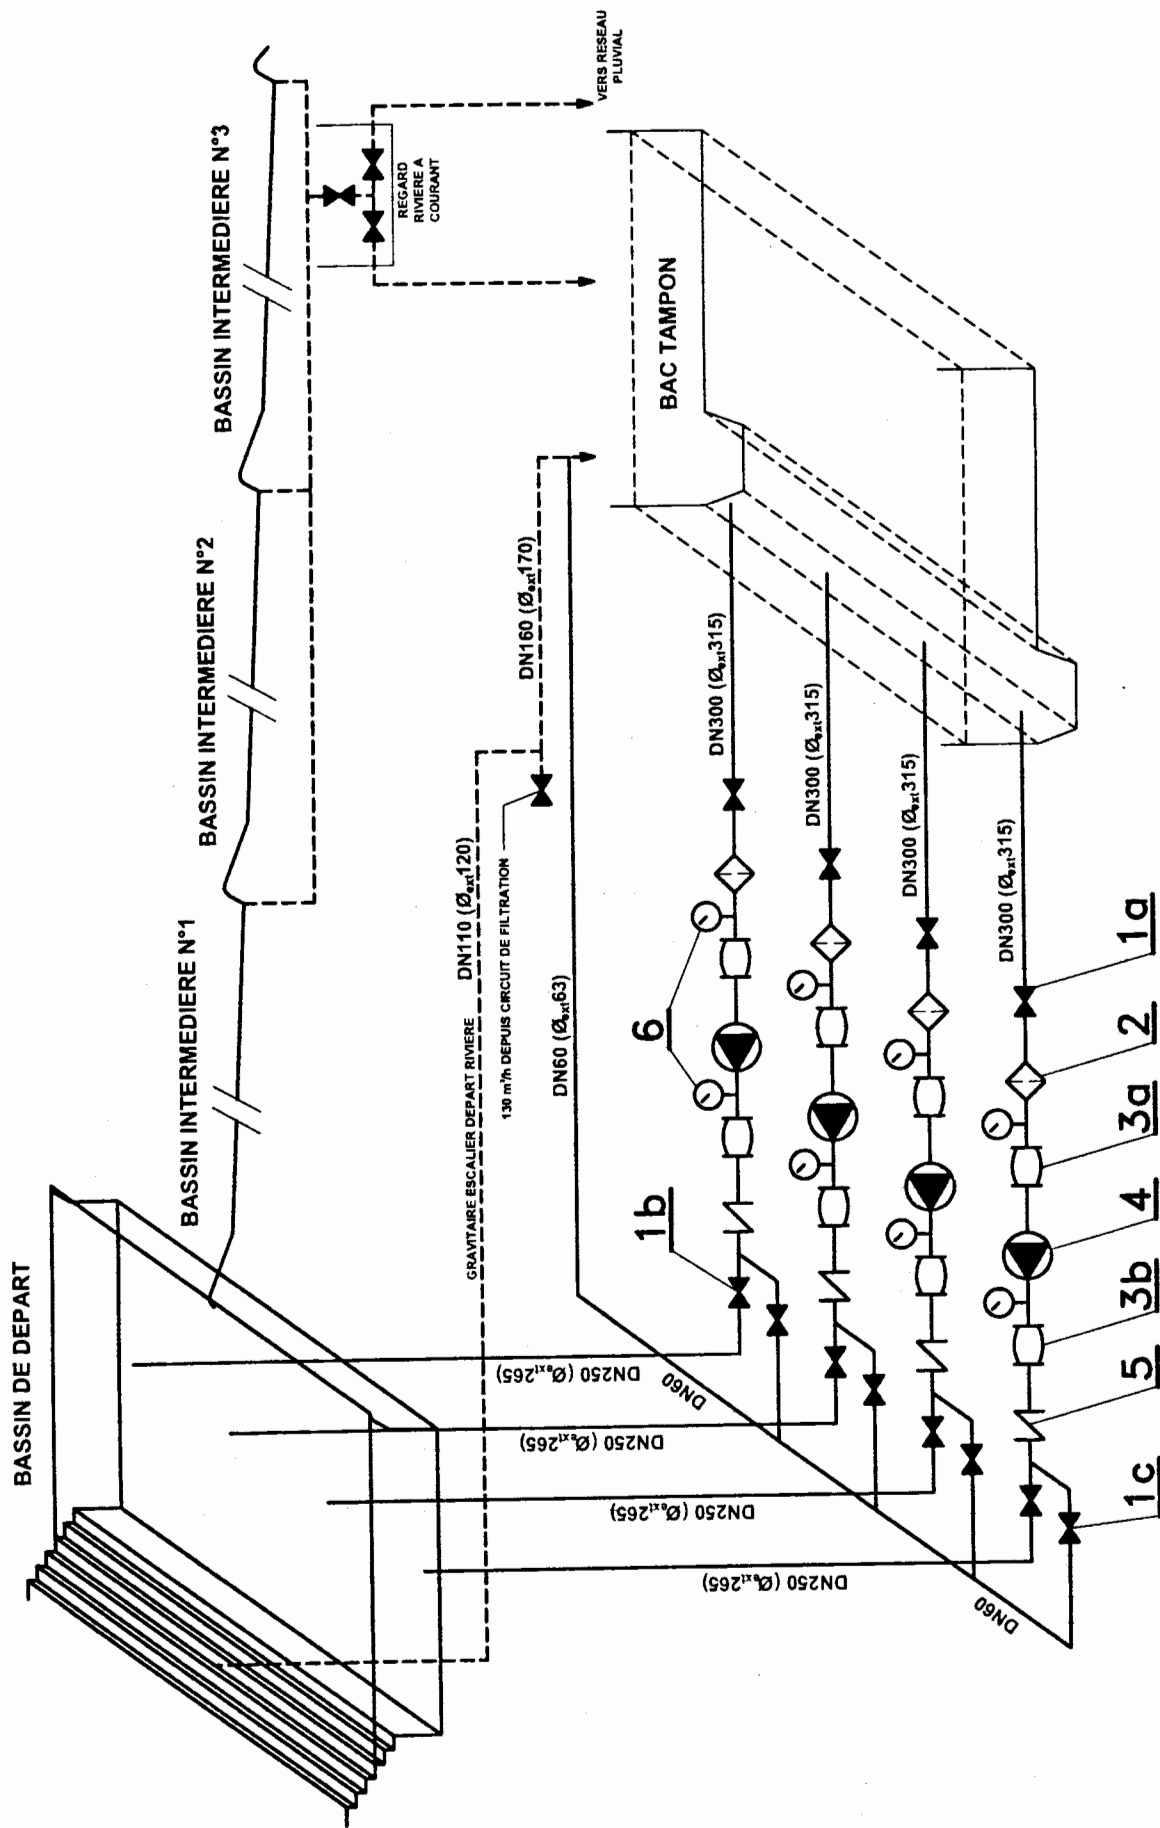 BASSIN DE DEPART
BASSIN INTERMEDIERE N°1
BASSIN INTERMEDIERE N°2
BASSIN INTERMEDIERE N°3
REGARD
RIVIERE A
COURANT
VERS RESEAU
PLUVIAL
GRAVITAIRE ESCALIER DEPART RIVIERE
DN110 (Øext120)
130 m³/h DEPUIS CIRCUIT DE FILTRATION
DN160 (Øext170)
DN60 (Øext63)
BAC TAMPON
DN250 (Øext265)
DN250 (Øext265)
DN250 (Øext265)
DN250 (Øext265)
DN60
DN60
DN300 (Øext315)
DN300 (Øext315)
DN300 (Øext315)
DN300 (Øext315)
1b
6
1c
5
3b
4
3a
2
1a